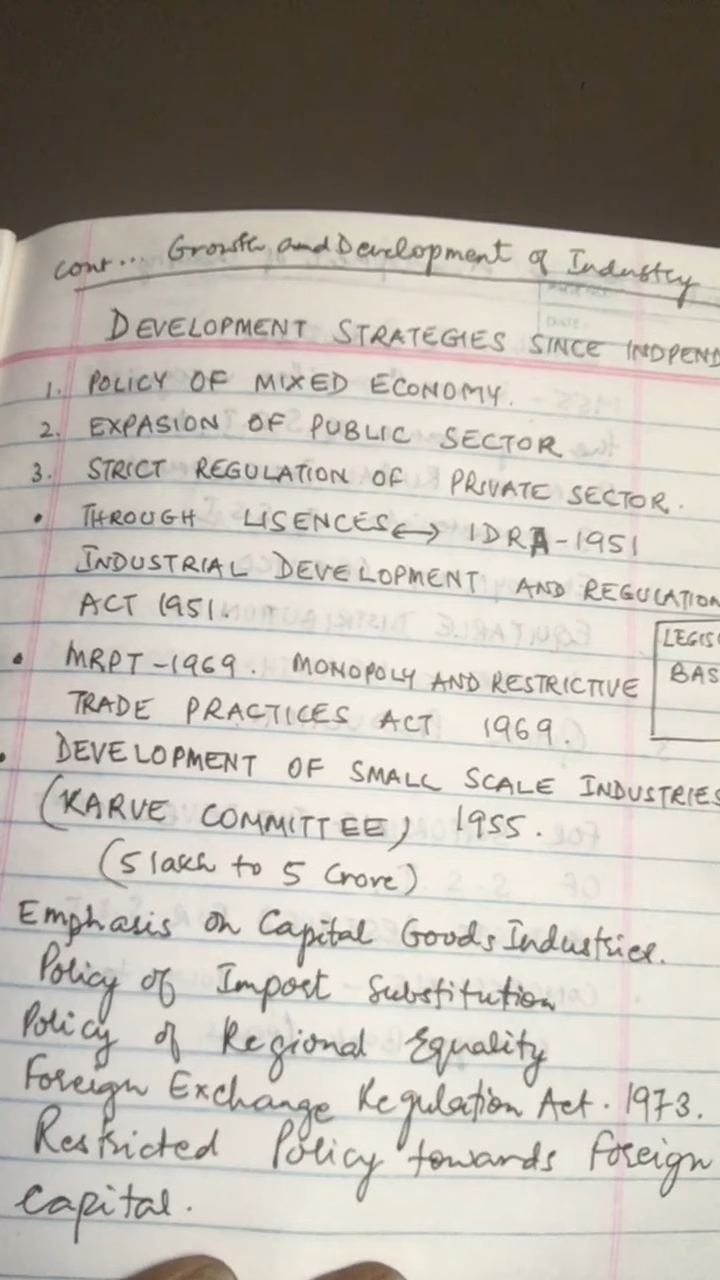 cont... Growth and Development of Industry
DEVELOPMENT STRATEGIES SINCE INDPEND
1. POLICY OF MIXED ECONOMY.
2. EXPASION OF PUBLIC SECTOR
3. STRICT REGULATION OF PRIVATE SECTOR.
• THROUGH LISENCES ↔ IDRA-1951
INDUSTRIAL DEVELOPMENT AND REGULATION
ACT 1951.
LEGIS
BAS
• MRPT-1969. MONOPOLY AND RESTRICTIVE
TRADE PRACTICES ACT 1969.
• DEVELOPMENT OF SMALL SCALE INDUSTRIES
(KARVE COMMITTEE) 1955.
(5 lakh to 5 Crore)
Emphasis on Capital Goods Industries.
Policy of Import Substitution
Policy of Regional Equality
Foreign Exchange Regulation Act. 1973.
Restricted Policy towards foreign
capital.